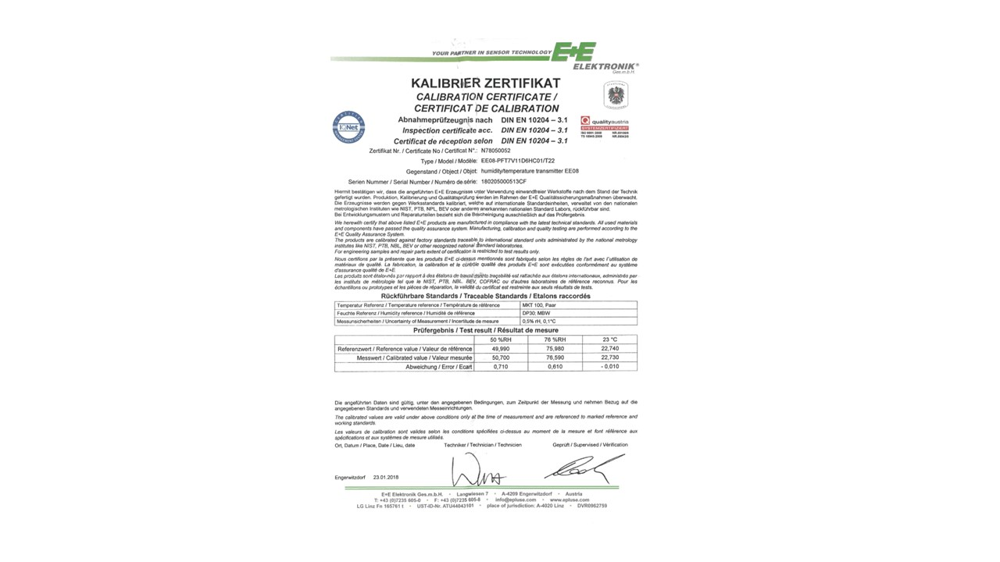 YOUR PARTNER IN SENSOR TECHNOLOGY
E+E
ELEKTRONIK®
Ges.m.b.H.
KALIBRIER ZERTIFIKAT
CALIBRATION CERTIFICATE /
CERTIFICAT DE CALIBRATION
Abnahmeprüfzeugnis nach DIN EN 10204 – 3.1
Inspection certificate acc. DIN EN 10204 – 3.1
Certificat de réception selon DIN EN 10204 – 3.1
IQNet
qualityaustria
SYSTEMZERTIFIZIERT
Zertifikat Nr. / Certificate No / Certificat N°.: N78050052
Type / Model / Modèle: EE08-PFT7V11D6HC01/T22
Gegenstand / Object / Objet: humidity/temperature transmitter EE08
Serien Nummer / Serial Number / Numéro de série: 180205000513CF
Hiermit bestätigen wir, dass die angeführten E+E Erzeugnisse unter Verwendung einwandfreier Werkstoffe nach dem Stand der Technik
gefertigt wurden. Produktion, Kalibrierung und Qualitätsprüfung werden im Rahmen der E+E Qualitätssicherungsmaßnahmen überwacht.
Die Erzeugnisse werden gegen Werksstandards kalibriert, welche auf internationale Standardeinheiten, verwaltet von den nationalen
metrologischen Instituten wie NIST, PTB, NPL, BEV oder anderen anerkannten nationalen Standard Labors, rückführbar sind.
Bei Entwicklungsmustern und Reparaturteilen bezieht sich die Bescheinigung ausschließlich auf das Prüfergebnis.
We herewith certify that above listed E+E products are manufactured in compliance with the latest technical standards. All used materials
and components have passed the quality assurance system. Manufacturing, calibration and quality testing are performed according to the
E+E Quality Assurance System.
The products are calibrated against factory standards traceable to international standard units administrated by the national metrology
institutes like NIST, PTB, NBL, BEV or other recognized national standard laboratories.
For engineering samples and repair parts extent of certification is restricted to test results only.
Nous certifions par la présente que les produits E+E ci-dessus mentionnés sont fabriqués selon les règles de l'art avec l'utilisation de
matériaux de qualité. La fabrication, la calibration et le contrôle qualité des produits E+E sont exécutées conformément au système
d'assurance qualité de E+E
Les produits sont étalonnés par rapport à des étalons de travail dont la traçabilité est rattachée aux étalons internationaux, administriés par
les instituts de métrologie tel que le NIST, PTB, NBL, BEV, COFRAC ou d'autres laboratoires de référence reconnus. Pour les
échantillons ou prototypes et les pièces de réparation, la validité du certificat est restreinte aux seuls résultats de tests.
Rückführbare Standards / Traceable Standards / Etalons raccordés
Temperatur Referenz / Temperature reference / Température de référence MKT 100, Paar
Feuchte Referenz / Humidity reference / Humidité de référence DP30; MBW
Messunsicherheiten / Uncertainty of Measurement / Incertitude de mesure 0,5% rH, 0,1°C
Prüfergebnis / Test result / Résultat de mesure
50 %RH 76 %RH 23 °C
Referenzwert / Reference value / Valeur de référence 49,990 75,980 22,740
Messwert / Calibrated value / Valeur mesurée 50,700 76,590 22,730
Abweichung / Error / Ecart 0,710 0,610 - 0,010
Die angeführten Daten sind gültig, unter den angegebenen Bedingungen, zum Zeitpunkt der Messung und nehmen Bezug auf die
angegebenen Standards und verwendeten Messeinrichtungen.
The calibrated values are valid under above conditions only at the time of measurement and are referenced to marked reference and
working standards.
Les valeurs de calibration sont valides selon les conditions spécifiées ci-dessus au moment de la mesure et font référence aux
spécifications et aux systèmes de mesure utilisés.
Ort, Datum / Place, Date / Lieu, date Techniker / Technician / Technicien Geprüft / Supervised / Vérification
Engerwitzdorf 23.01.2018
E+E Elektronik Ges.m.b.H. • Langwiesen 7 • A-4209 Engerwitzdorf • Austria
T: +43 (0)7235 605-0 • F: +43 (0)7235 605-8 • info@epluse.com • www.epluse.com
LG Linz Fn 165761 t • UST-ID-Nr. ATU44043101 • place of jurisdiction: A-4020 Linz • DVR0962759